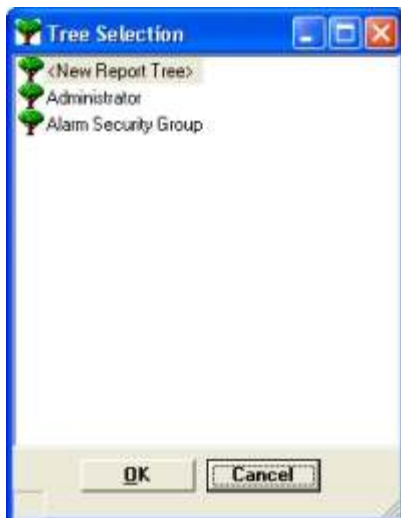 Tree Selection
<New Report Tree>
Administrator
Alarm Security Group
OK
Cancel